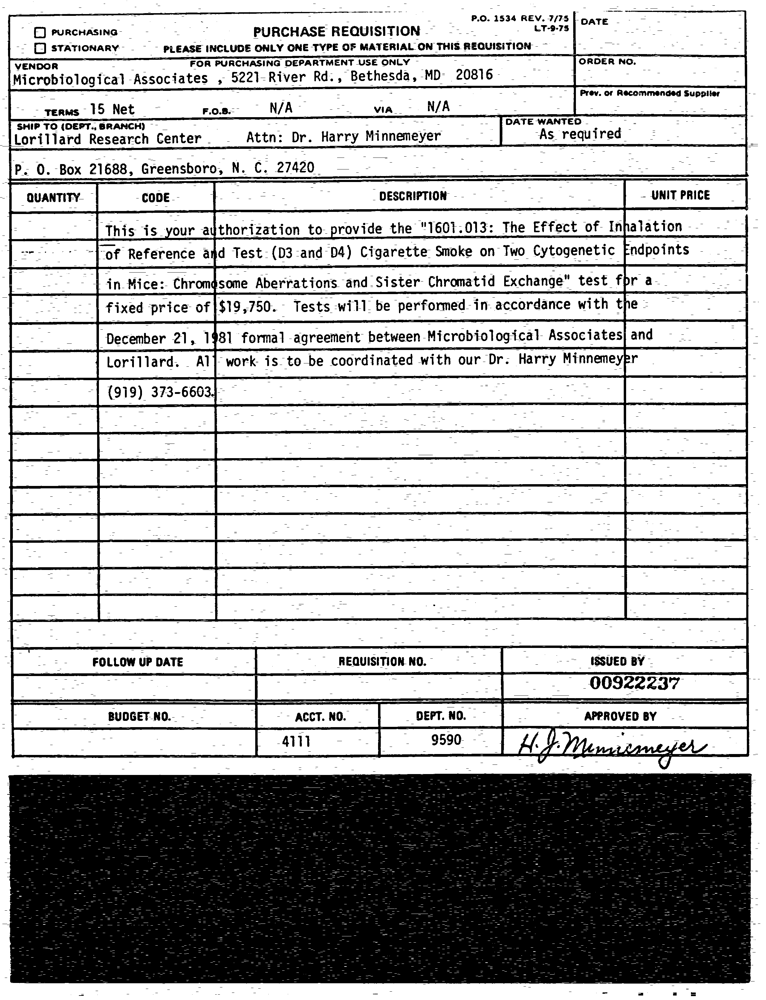 P.O. 1534 REV. 7/75
LT-9-75
PURCHASING
STATIONARY
PURCHASE REQUISITION
PLEASE INCLUDE ONLY ONE TYPE OF MATERIAL ON THIS REQUISITION
DATE
VENDOR
FOR PURCHASING DEPARTMENT USE ONLY
ORDER NO.
Microbiological Associates , 5221 River Rd., Bethesda, MD 20816
Prev. or Recommended Supplier
TERMS 15 Net F.O.B. N/A VIA N/A
SHIP TO (DEPT., BRANCH)
DATE WANTED
Lorillard Research Center Attn: Dr. Harry Minnemeyer
As required
P. O. Box 21688, Greensboro, N. C. 27420
QUANTITY CODE DESCRIPTION UNIT PRICE
This is your authorization to provide the "1601.013: The Effect of Inhalation
of Reference and Test (D3 and D4) Cigarette Smoke on Two Cytogenetic Endpoints
in Mice: Chromosome Aberrations and Sister Chromatid Exchange" test for a
fixed price of $19,750. Tests will be performed in accordance with the
December 21, 1981 formal agreement between Microbiological Associates and
Lorillard. All work is to be coordinated with our Dr. Harry Minnemeyer
(919) 373-6603.
FOLLOW UP DATE REQUISITION NO. ISSUED BY
00922237
BUDGET NO. ACCT. NO. DEPT. NO. APPROVED BY
4111 9590 H. J. Minnemeyer